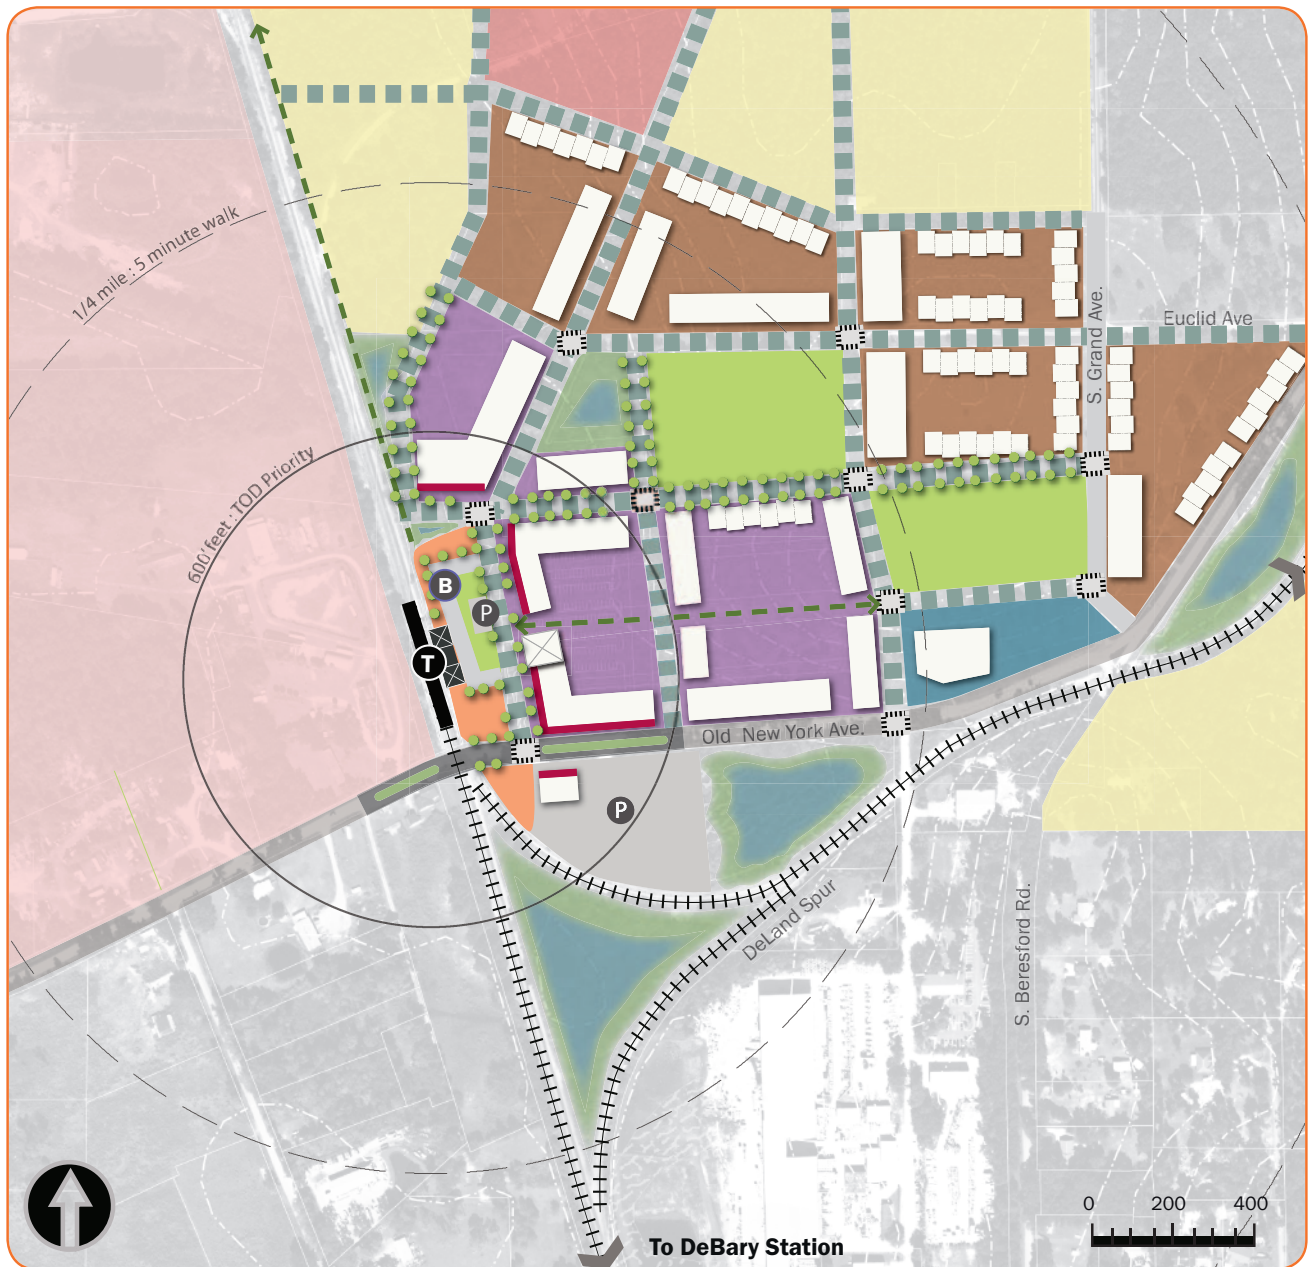 1/4 mile : 5 minute walk
Euclid Ave
S. Grand Ave.
600' feet : TOD Priority
B
P
T
Old New York Ave.
P
DeLand Spur
S. Beresford Rd.
0 200 400
To DeBary Station